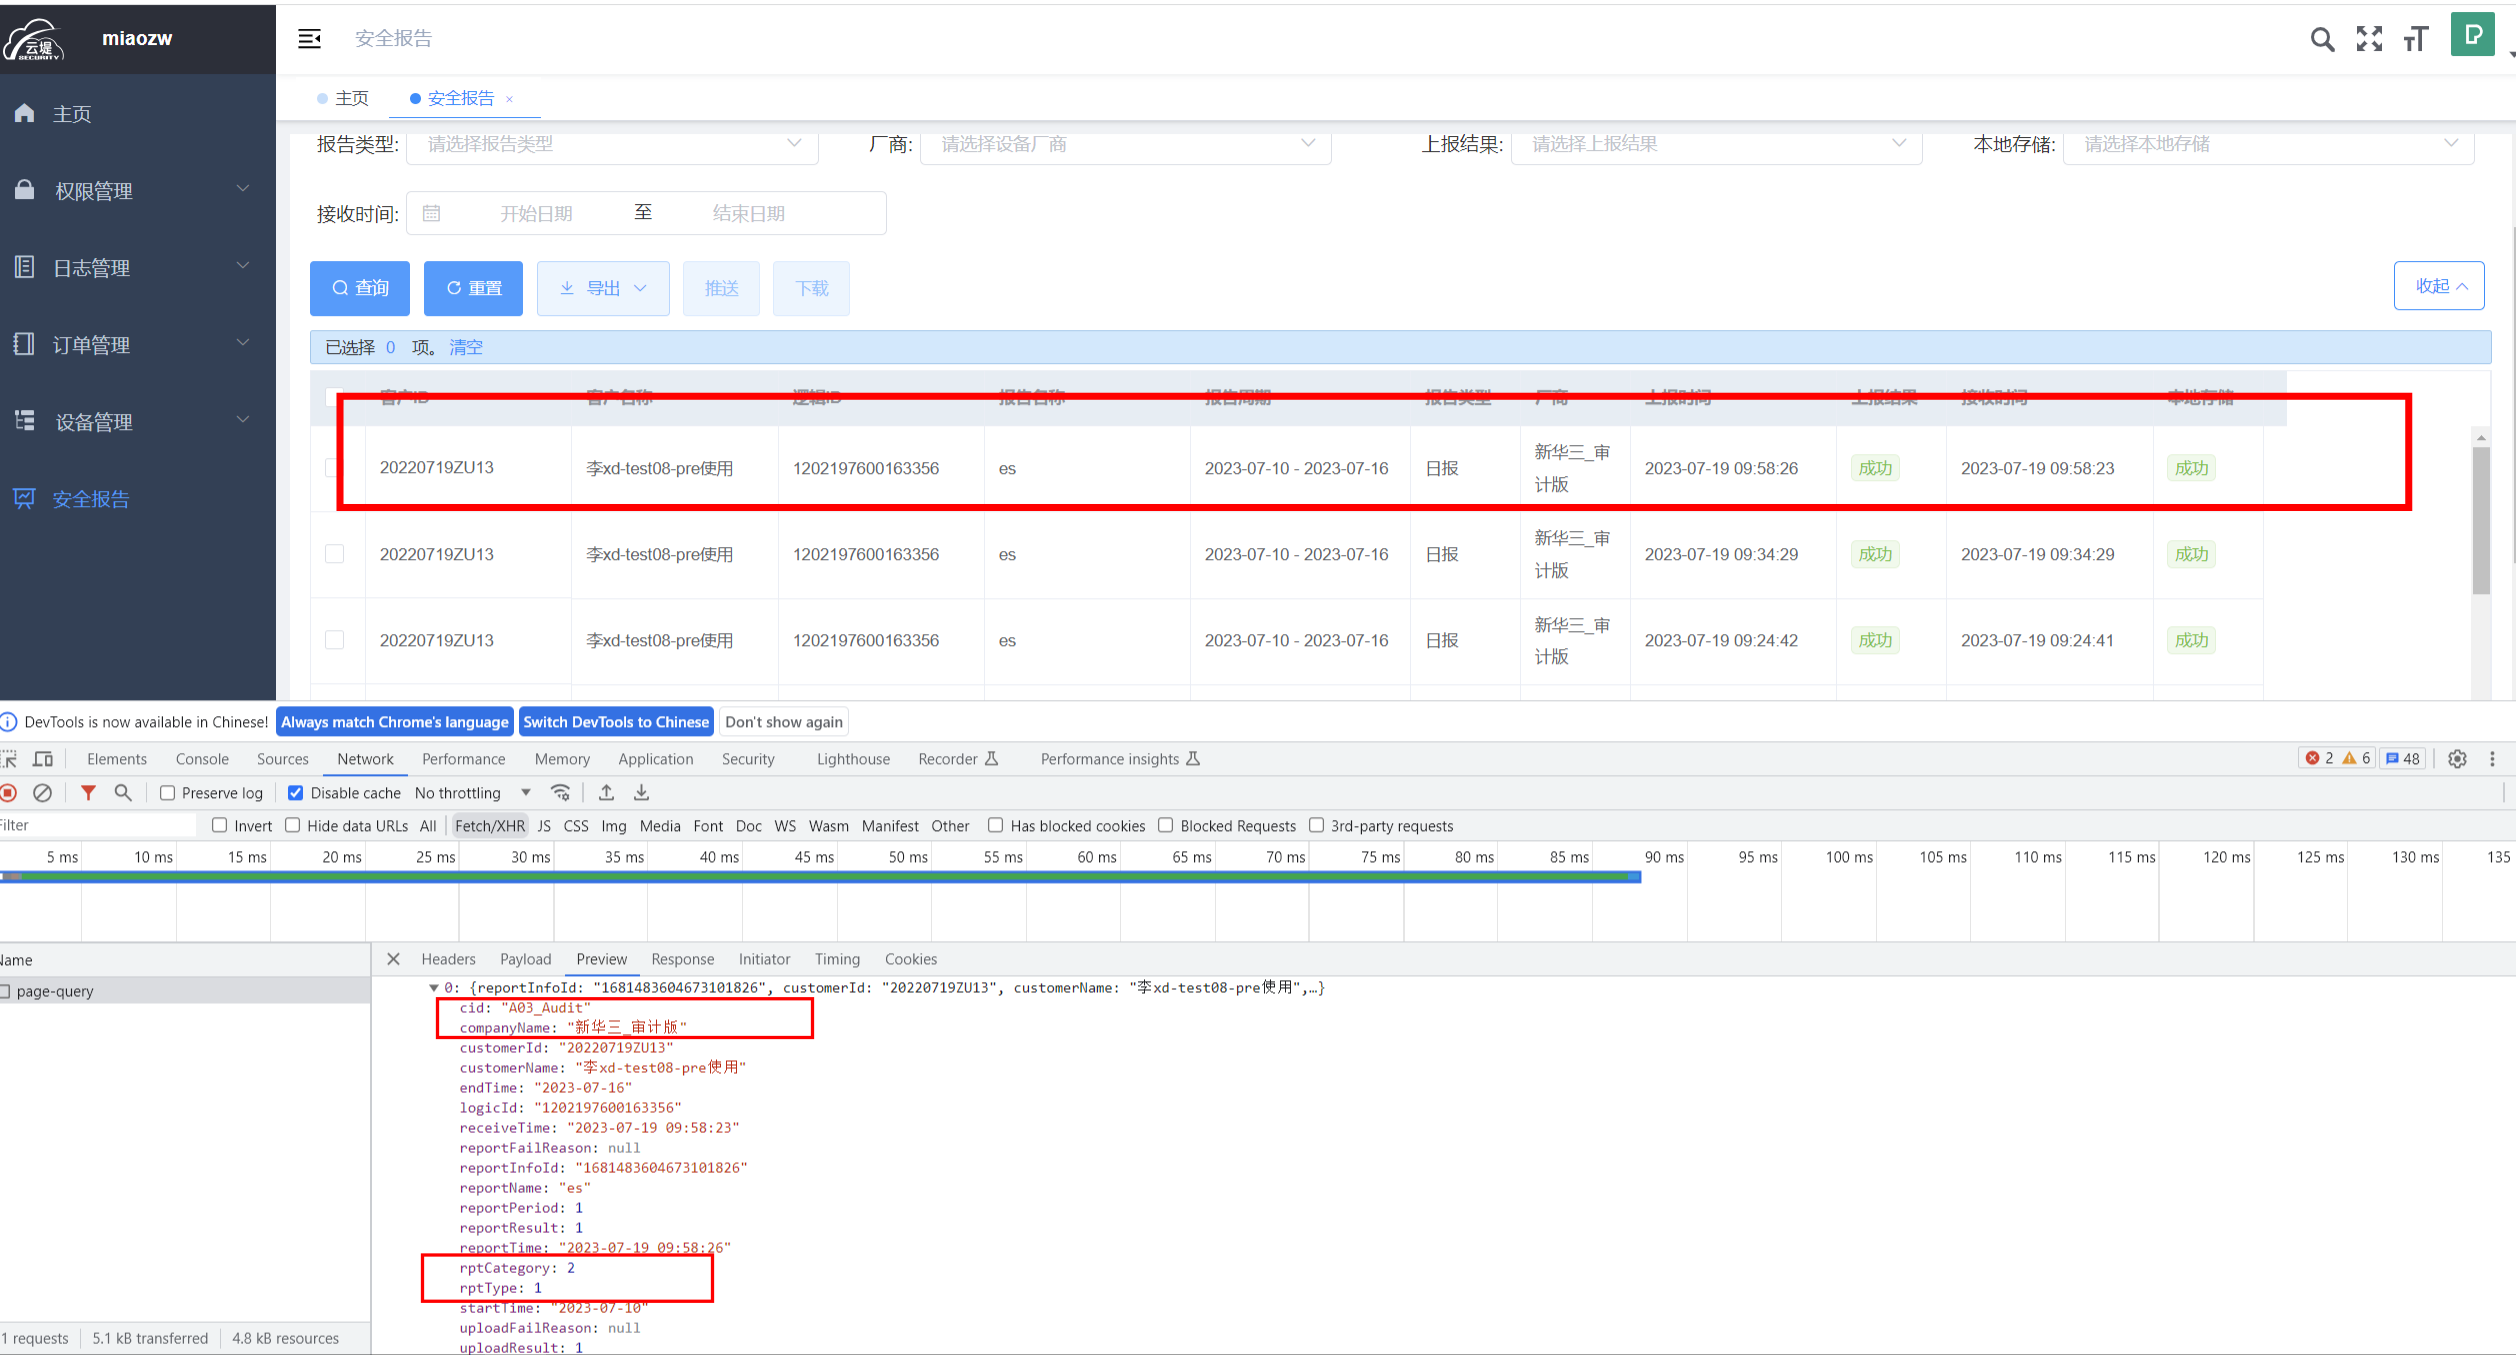 云堤
SECURITY
miaozw
安全报告
主页
安全报告 ×
主页
权限管理
日志管理
订单管理
设备管理
安全报告
报告类型: 请选择报告类型 厂商: 请选择设备厂商 上报结果: 请选择上报结果 本地存储: 请选择本地存储
接收时间: 开始日期 至 结束日期
查询 重置 导出 推送 下载 收起
已选择 0 项。 清空
客户ID 客户名称 逻辑ID 报告名称 报告周期 报告类型 厂商 上报时间 上报结果 接收时间 本地存储
20220719ZU13 李xd-test08-pre使用 1202197600163356 es 2023-07-10 - 2023-07-16 日报 新华三_审计版 2023-07-19 09:58:26 成功 2023-07-19 09:58:23 成功
20220719ZU13 李xd-test08-pre使用 1202197600163356 es 2023-07-10 - 2023-07-16 日报 新华三_审计版 2023-07-19 09:34:29 成功 2023-07-19 09:34:29 成功
20220719ZU13 李xd-test08-pre使用 1202197600163356 es 2023-07-10 - 2023-07-16 日报 新华三_审计版 2023-07-19 09:24:42 成功 2023-07-19 09:24:41 成功
DevTools is now available in Chinese! Always match Chrome's language Switch DevTools to Chinese Don't show again
Elements Console Sources Network Performance Memory Application Security Lighthouse Recorder Performance insights 2 6 48
Preserve log Disable cache No throttling
Filter Invert Hide data URLs All Fetch/XHR JS CSS Img Media Font Doc WS Wasm Manifest Other Has blocked cookies Blocked Requests 3rd-party requests
5 ms 10 ms 15 ms 20 ms 25 ms 30 ms 35 ms 40 ms 45 ms 50 ms 55 ms 60 ms 65 ms 70 ms 75 ms 80 ms 85 ms 90 ms 95 ms 100 ms 105 ms 110 ms 115 ms 120 ms 125 ms 130 ms 135
Name
page-query
Headers Payload Preview Response Initiator Timing Cookies
0: {reportInfoId: "1681483604673101826", customerId: "20220719ZU13", customerName: "李xd-test08-pre使用",…}
cid: "A03_Audit"
companyName: "新华三_审计版"
customerId: "20220719ZU13"
customerName: "李xd-test08-pre使用"
endTime: "2023-07-16"
logicId: "1202197600163356"
receiveTime: "2023-07-19 09:58:23"
reportFailReason: null
reportInfoId: "1681483604673101826"
reportName: "es"
reportPeriod: 1
reportResult: 1
reportTime: "2023-07-19 09:58:26"
rptCategory: 2
rptType: 1
startTime: "2023-07-10"
uploadFailReason: null
uploadResult: 1
1 requests 5.1 kB transferred 4.8 kB resources